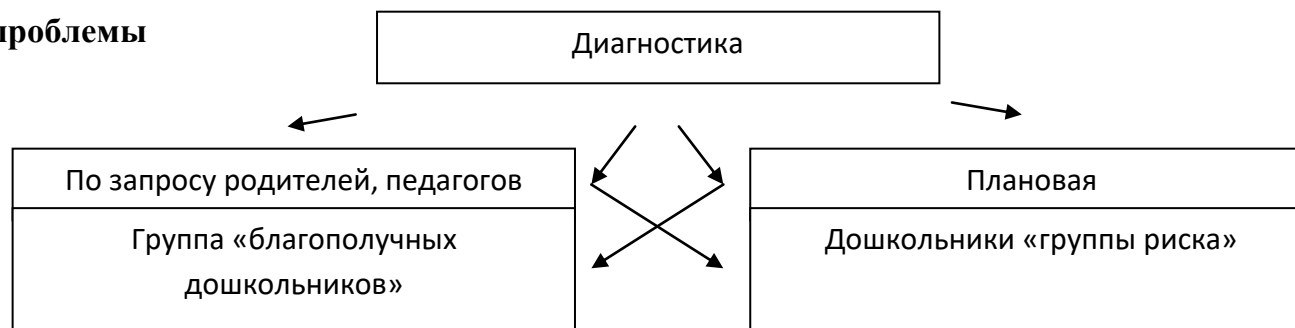 проблемы
Диагностика
По запросу родителей, педагогов
Плановая
Группа «благополучных
дошкольников»
Дошкольники «группы риска»